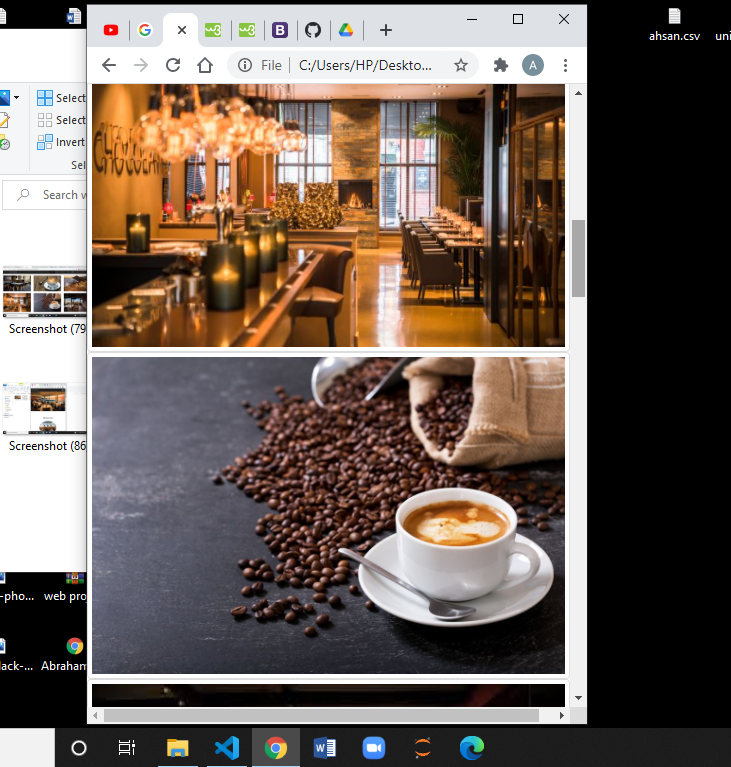 ahsan.csv
uni
File
C:/Users/HP/Deskto...
A
Select
Select
Invert
Sel
Search w
Screenshot (79
Screenshot (86
-pho...
web pro
lack-...
Abraham